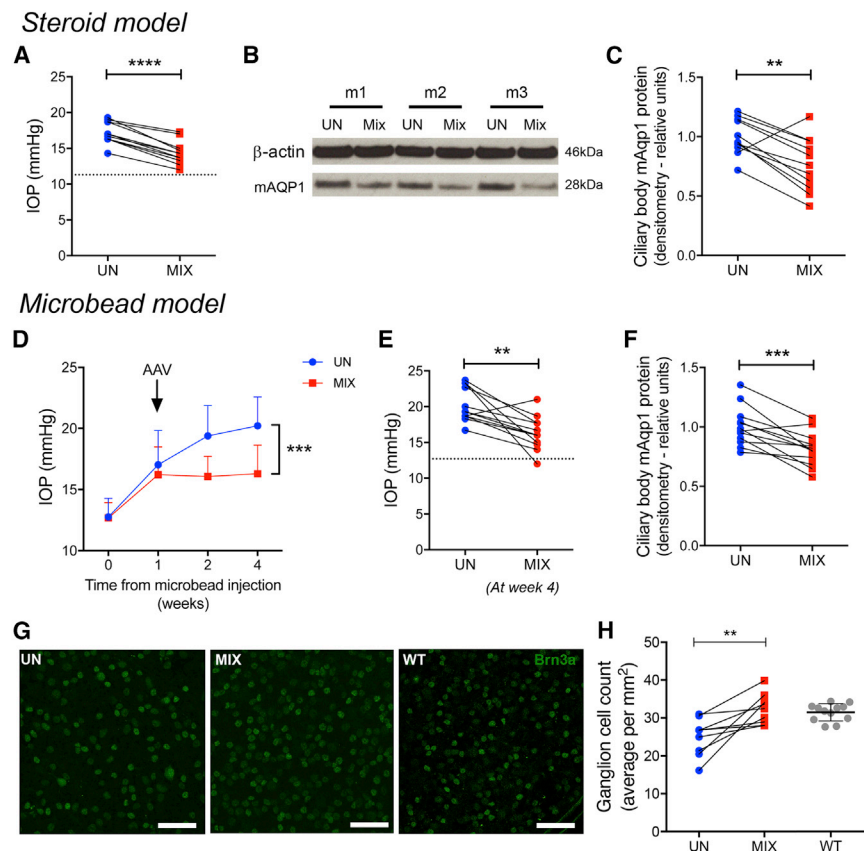 Steroid model
A
B
C
IOP (mmHg)
25
20
15
10
5
0
****
UN
MIX
m1 m2 m3
UN Mix UN Mix UN Mix
β-actin
46kDa
mAQP1
28kDa
Ciliary body mAqp1 protein
(densitometry - relative units)
1.5
1.0
0.5
0.0
**
UN
MIX
Microbead model
D
E
F
IOP (mmHg)
25
20
15
10
AAV
UN
MIX
***
0 1 2 4
Time from microbead injection
(weeks)
IOP (mmHg)
25
20
15
10
5
0
**
UN
MIX
(At week 4)
Ciliary body mAqp1 protein
(densitometry - relative units)
1.5
1.0
0.5
0.0
***
UN
MIX
G
H
UN
MIX
WT
Brn3a
Ganglion cell count
(average per mm²)
50
40
30
20
10
0
**
UN
MIX
WT